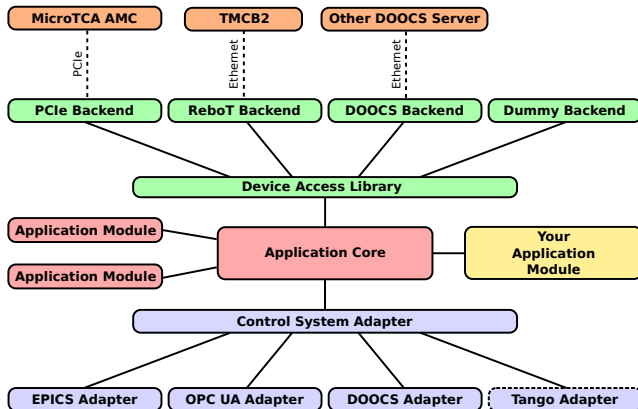 MicroTCA AMC
TMCB2
Other DOOCS Server
PCIe
Ethernet
Ethernet
PCIe Backend
ReboT Backend
DOOCS Backend
Dummy Backend
Device Access Library
Application Module
Application Module
Application Core
Your
Application
Module
Control System Adapter
EPICS Adapter
OPC UA Adapter
DOOCS Adapter
Tango Adapter